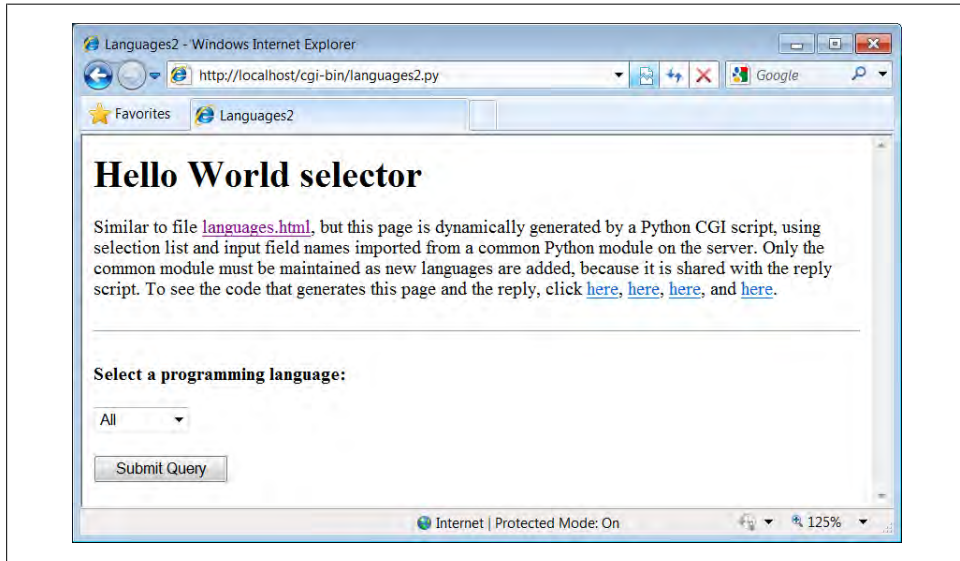 Languages2 - Windows Internet Explorer
http://localhost/cgi-bin/languages2.py
Google
Favorites
Languages2
Hello World selector
Similar to file languages.html, but this page is dynamically generated by a Python CGI script, using
selection list and input field names imported from a common Python module on the server. Only the
common module must be maintained as new languages are added, because it is shared with the reply
script. To see the code that generates this page and the reply, click here, here, here, and here.
Select a programming language:
All
Submit Query
Internet | Protected Mode: On
125%